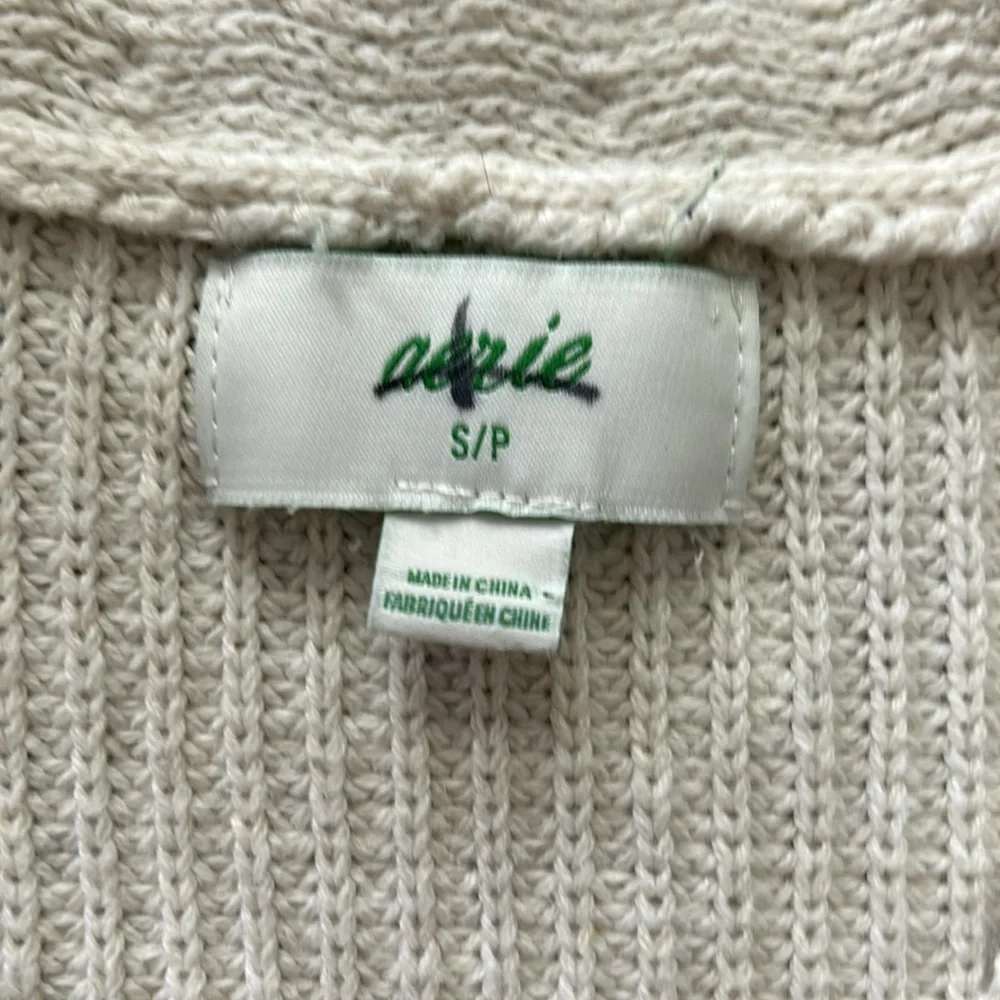 aerie
S/P
MADE IN CHINA
FABRIQUÉ EN CHINE